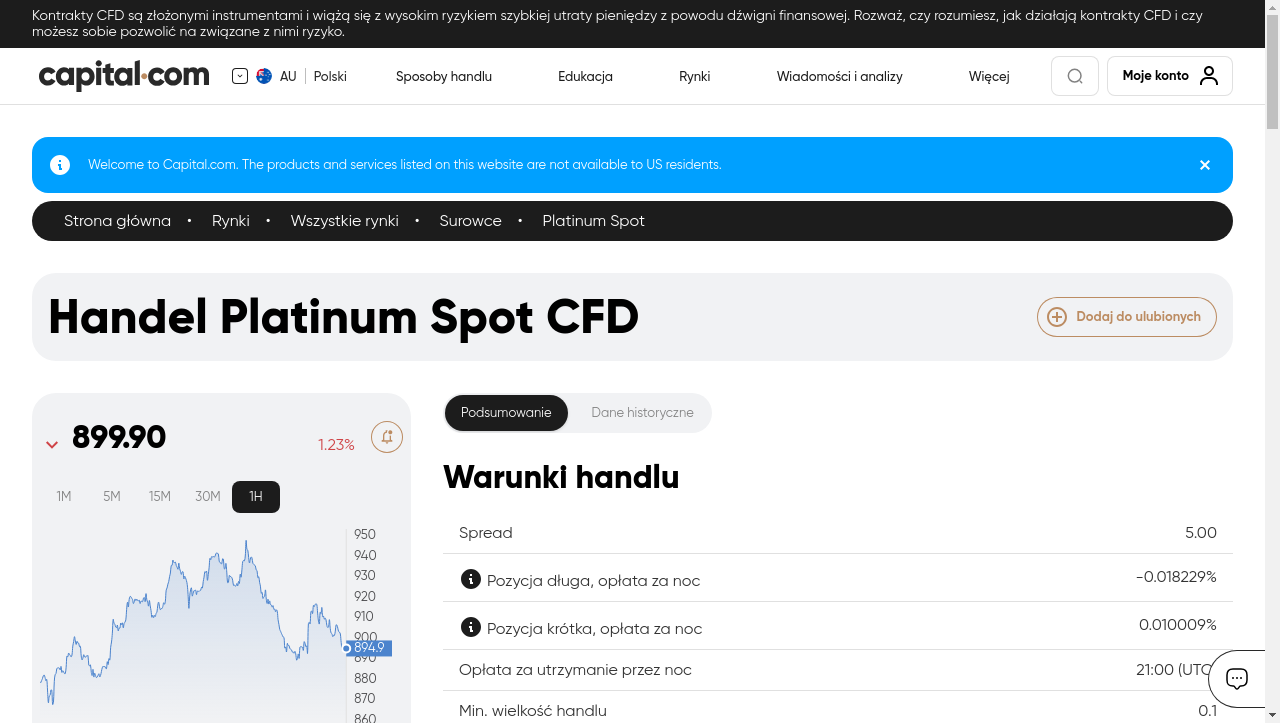 Kontrakty CFD są złożonymi instrumentami i wiążą się z wysokim ryzykiem szybkiej utraty pieniędzy z powodu dźwigni finansowej. Rozważ, czy rozumiesz, jak działają kontrakty CFD i czy
możesz sobie pozwolić na związane z nimi ryzyko.
capital.com
AU Polski
Sposoby handlu
Edukacja
Rynki
Wiadomości i analizy
Więcej
Moje konto
Welcome to Capital.com. The products and services listed on this website are not available to US residents.
Strona główna • Rynki • Wszystkie rynki • Surowce • Platinum Spot
Handel Platinum Spot CFD
Dodaj do ulubionych
899.90
1.23%
1M 5M 15M 30M 1H
950
940
930
920
910
900
894.9
890
880
870
860
Podsumowanie Dane historyczne
Warunki handlu
Spread 5.00
Pozycja długa, opłata za noc -0.018229%
Pozycja krótka, opłata za noc 0.010009%
Opłata za utrzymanie przez noc 21:00 (UTC
Min. wielkość handlu 0.1